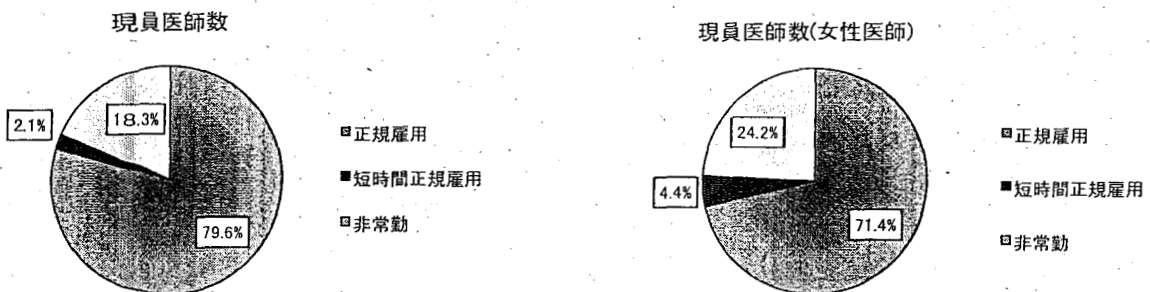 現員医師数
2.1%
18.3%
79.6%
正規雇用
短時間正規雇用
非常勤
現員医師数(女性医師)
24.2%
4.4%
71.4%
正規雇用
短時間正規雇用
非常勤